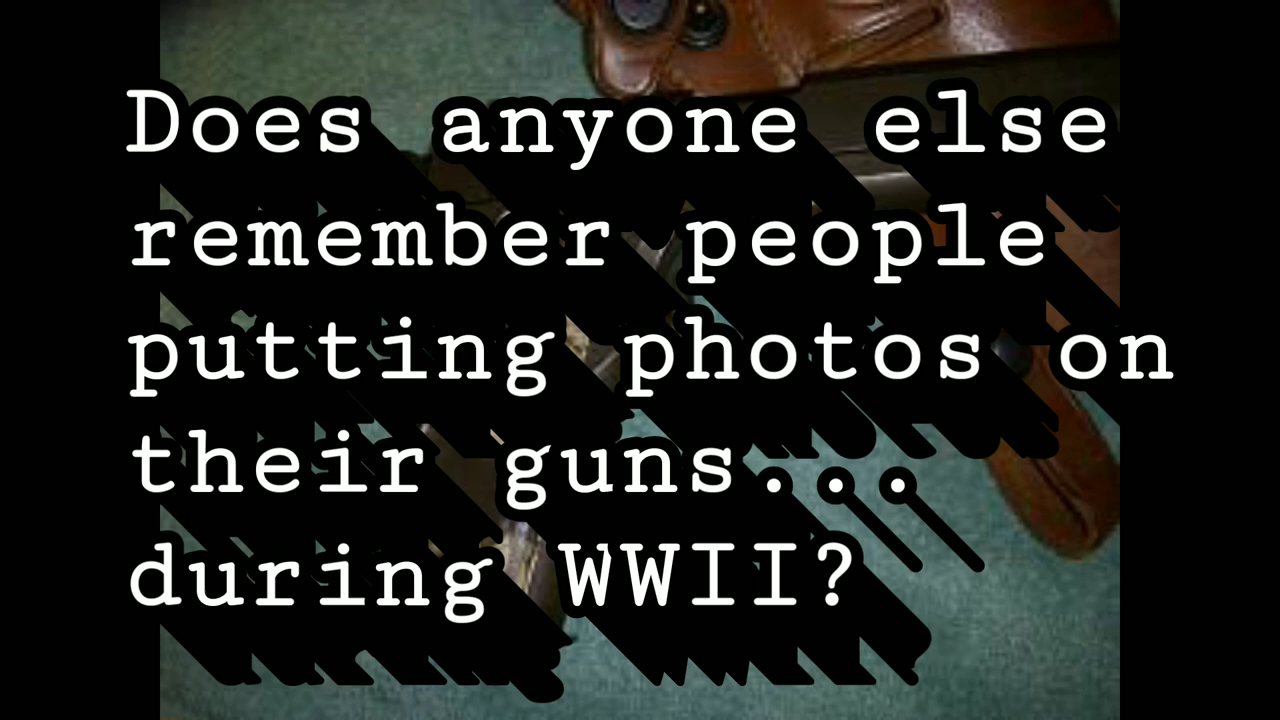 Does anyone else
remember people
putting photos on
their guns...
during WWII?